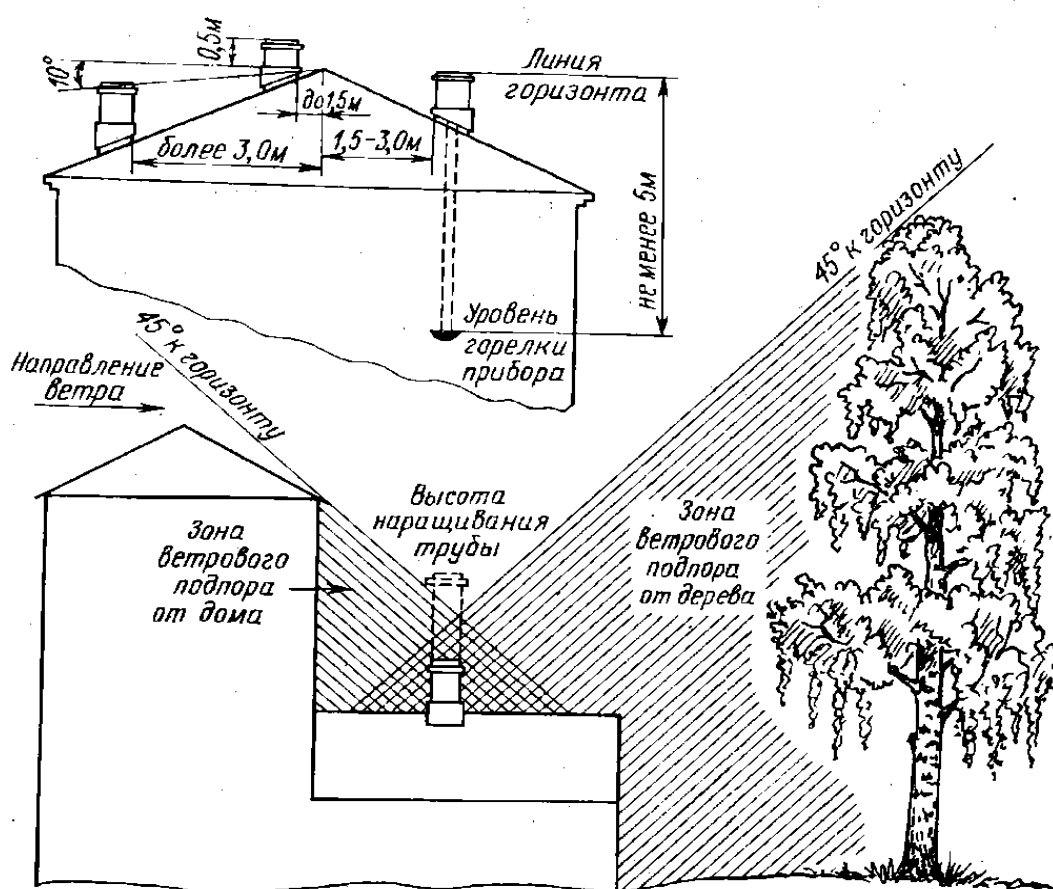 0,5м
10°
Линия
горизонта
до 1,5м
более 3,0м
1,5-3,0м
не менее 5м
45° к горизонту
Уровень
горелки
прибора
45° к горизонту
Направление
ветра
Высота
наращивания
трубы
Зона
ветрового
подпора
от дома
Зона
ветрового
подпора
от дерева